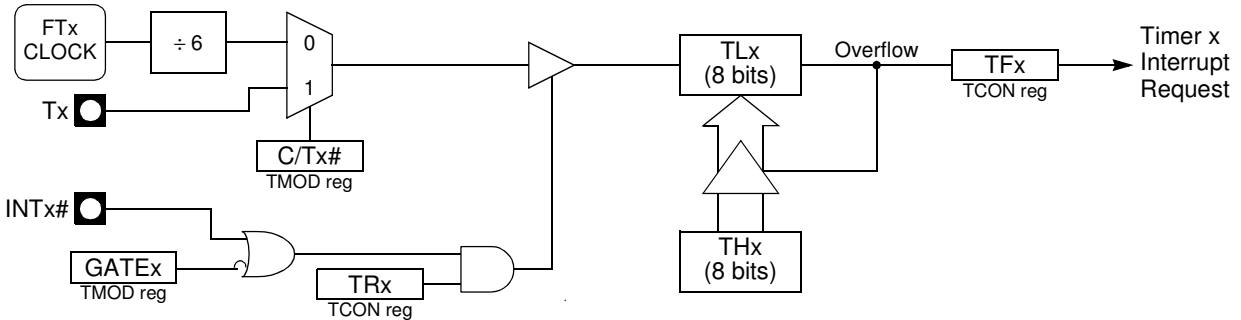 FTx
CLOCK
÷ 6
0
1
Tx
C/Tx#
TMOD reg
TLx
(8 bits)
Overflow
TFx
TCON reg
Timer x
Interrupt
Request
INTx#
GATEx
TMOD reg
TRx
TCON reg
THx
(8 bits)